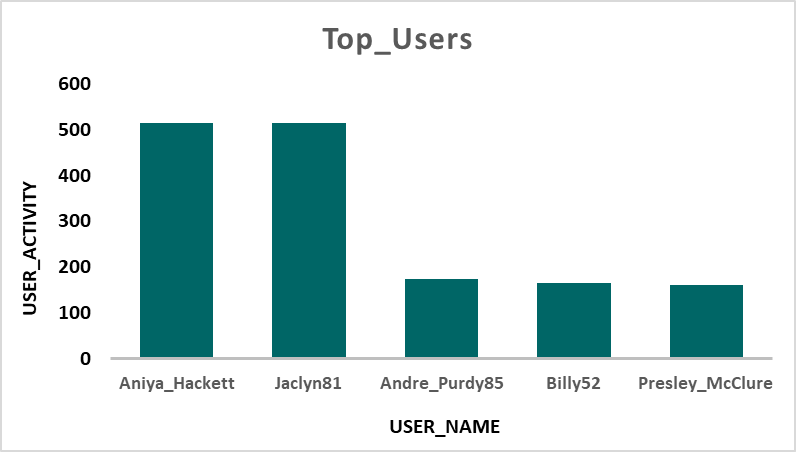 Top_Users
600
500
400
300
200
100
0
USER_ACTIVITY
Aniya_Hackett Jaclyn81 Andre_Purdy85 Billy52 Presley_McClure
USER_NAME